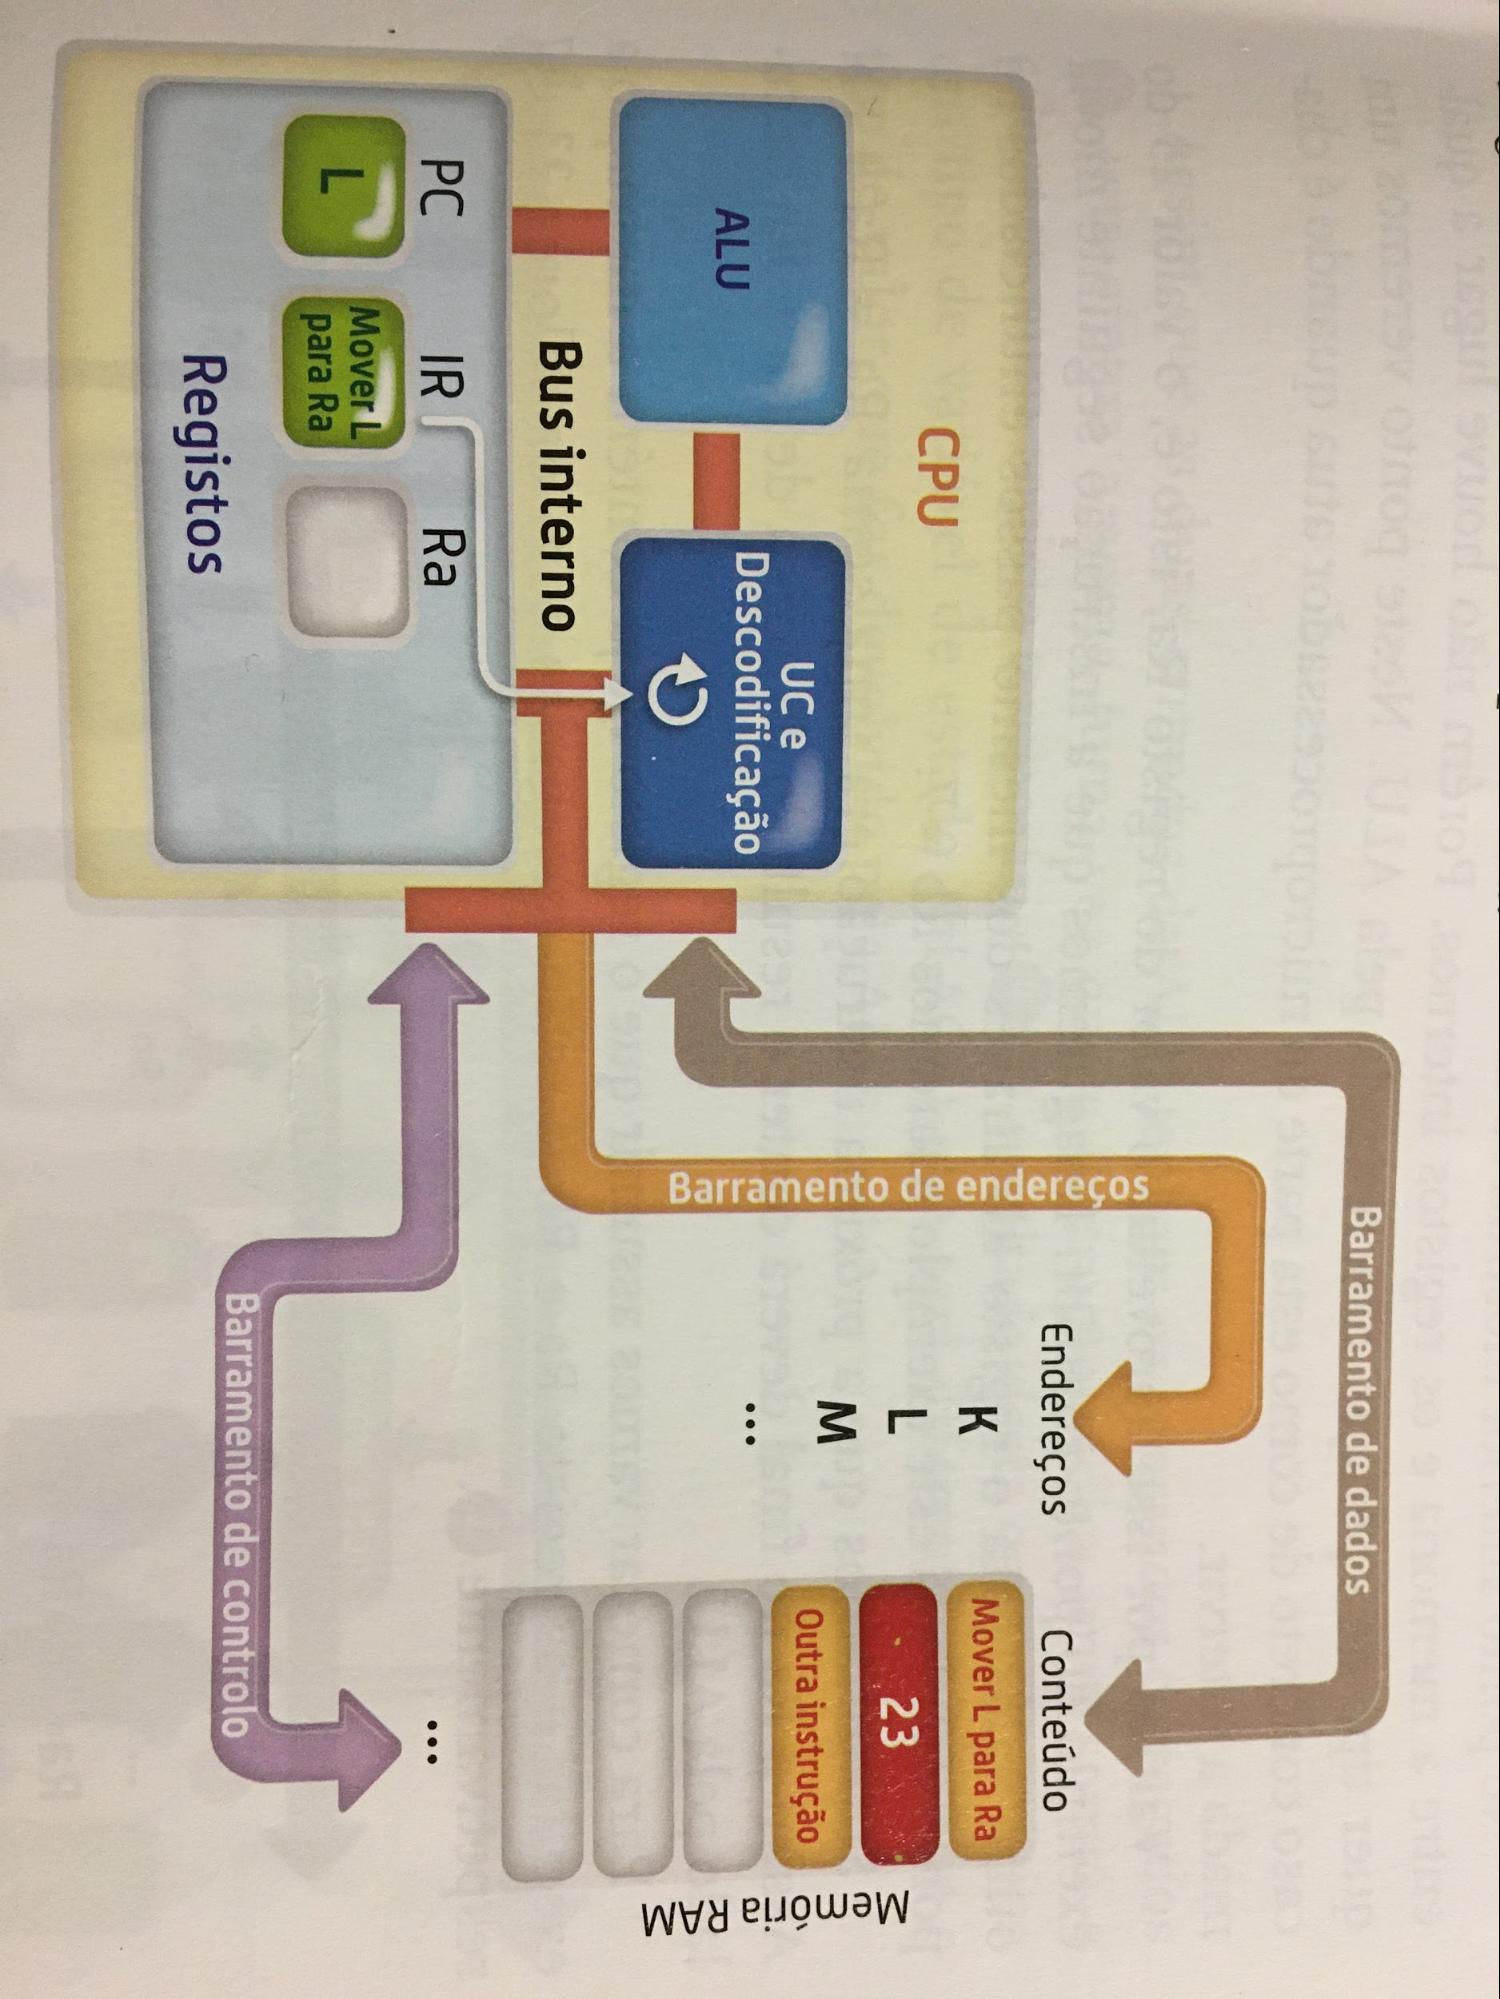 CPU
ALU
UC e
Descodificação
Bus interno
PC
IR
Ra
L
Mover L
para Ra
Registos
Barramento de dados
Barramento de endereços
Barramento de controlo
Endereços
Conteúdo
K
Mover L para Ra
L
23
M
Outra instrução
...
...
Memória RAM